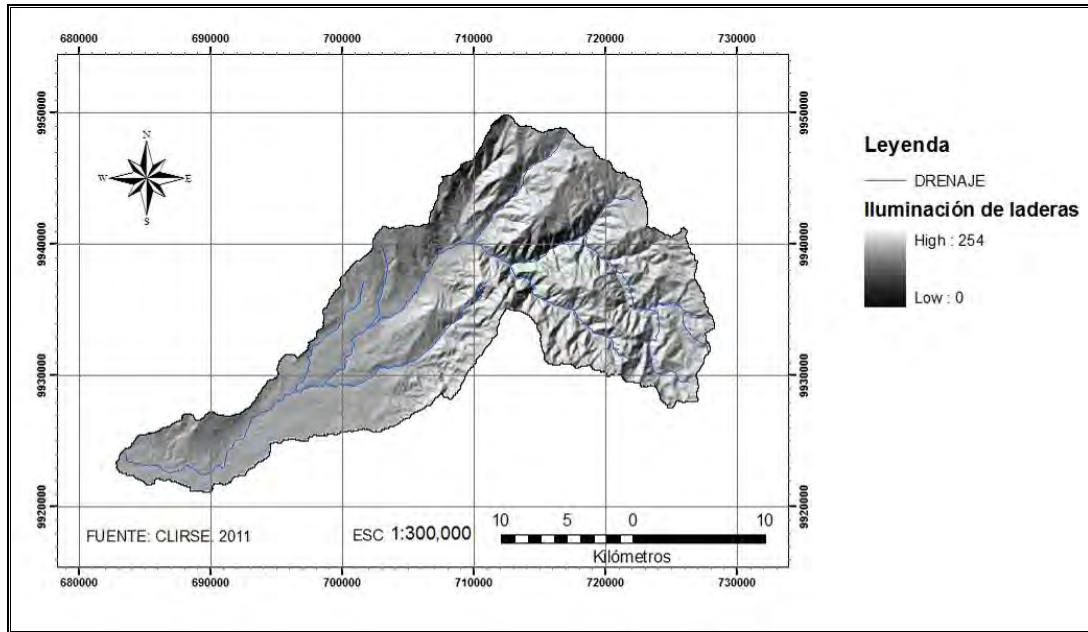 680000 690000 700000 710000 720000 730000
9950000 9950000
N
W E
S
9940000 9940000
9930000 9930000
9920000 9920000
FUENTE: CLIRSE. 2011
ESC 1:300,000
10 5 0 10
Kilómetros
680000 690000 700000 710000 720000 730000
Leyenda
DRENAJE
Iluminación de laderas
High : 254
Low : 0